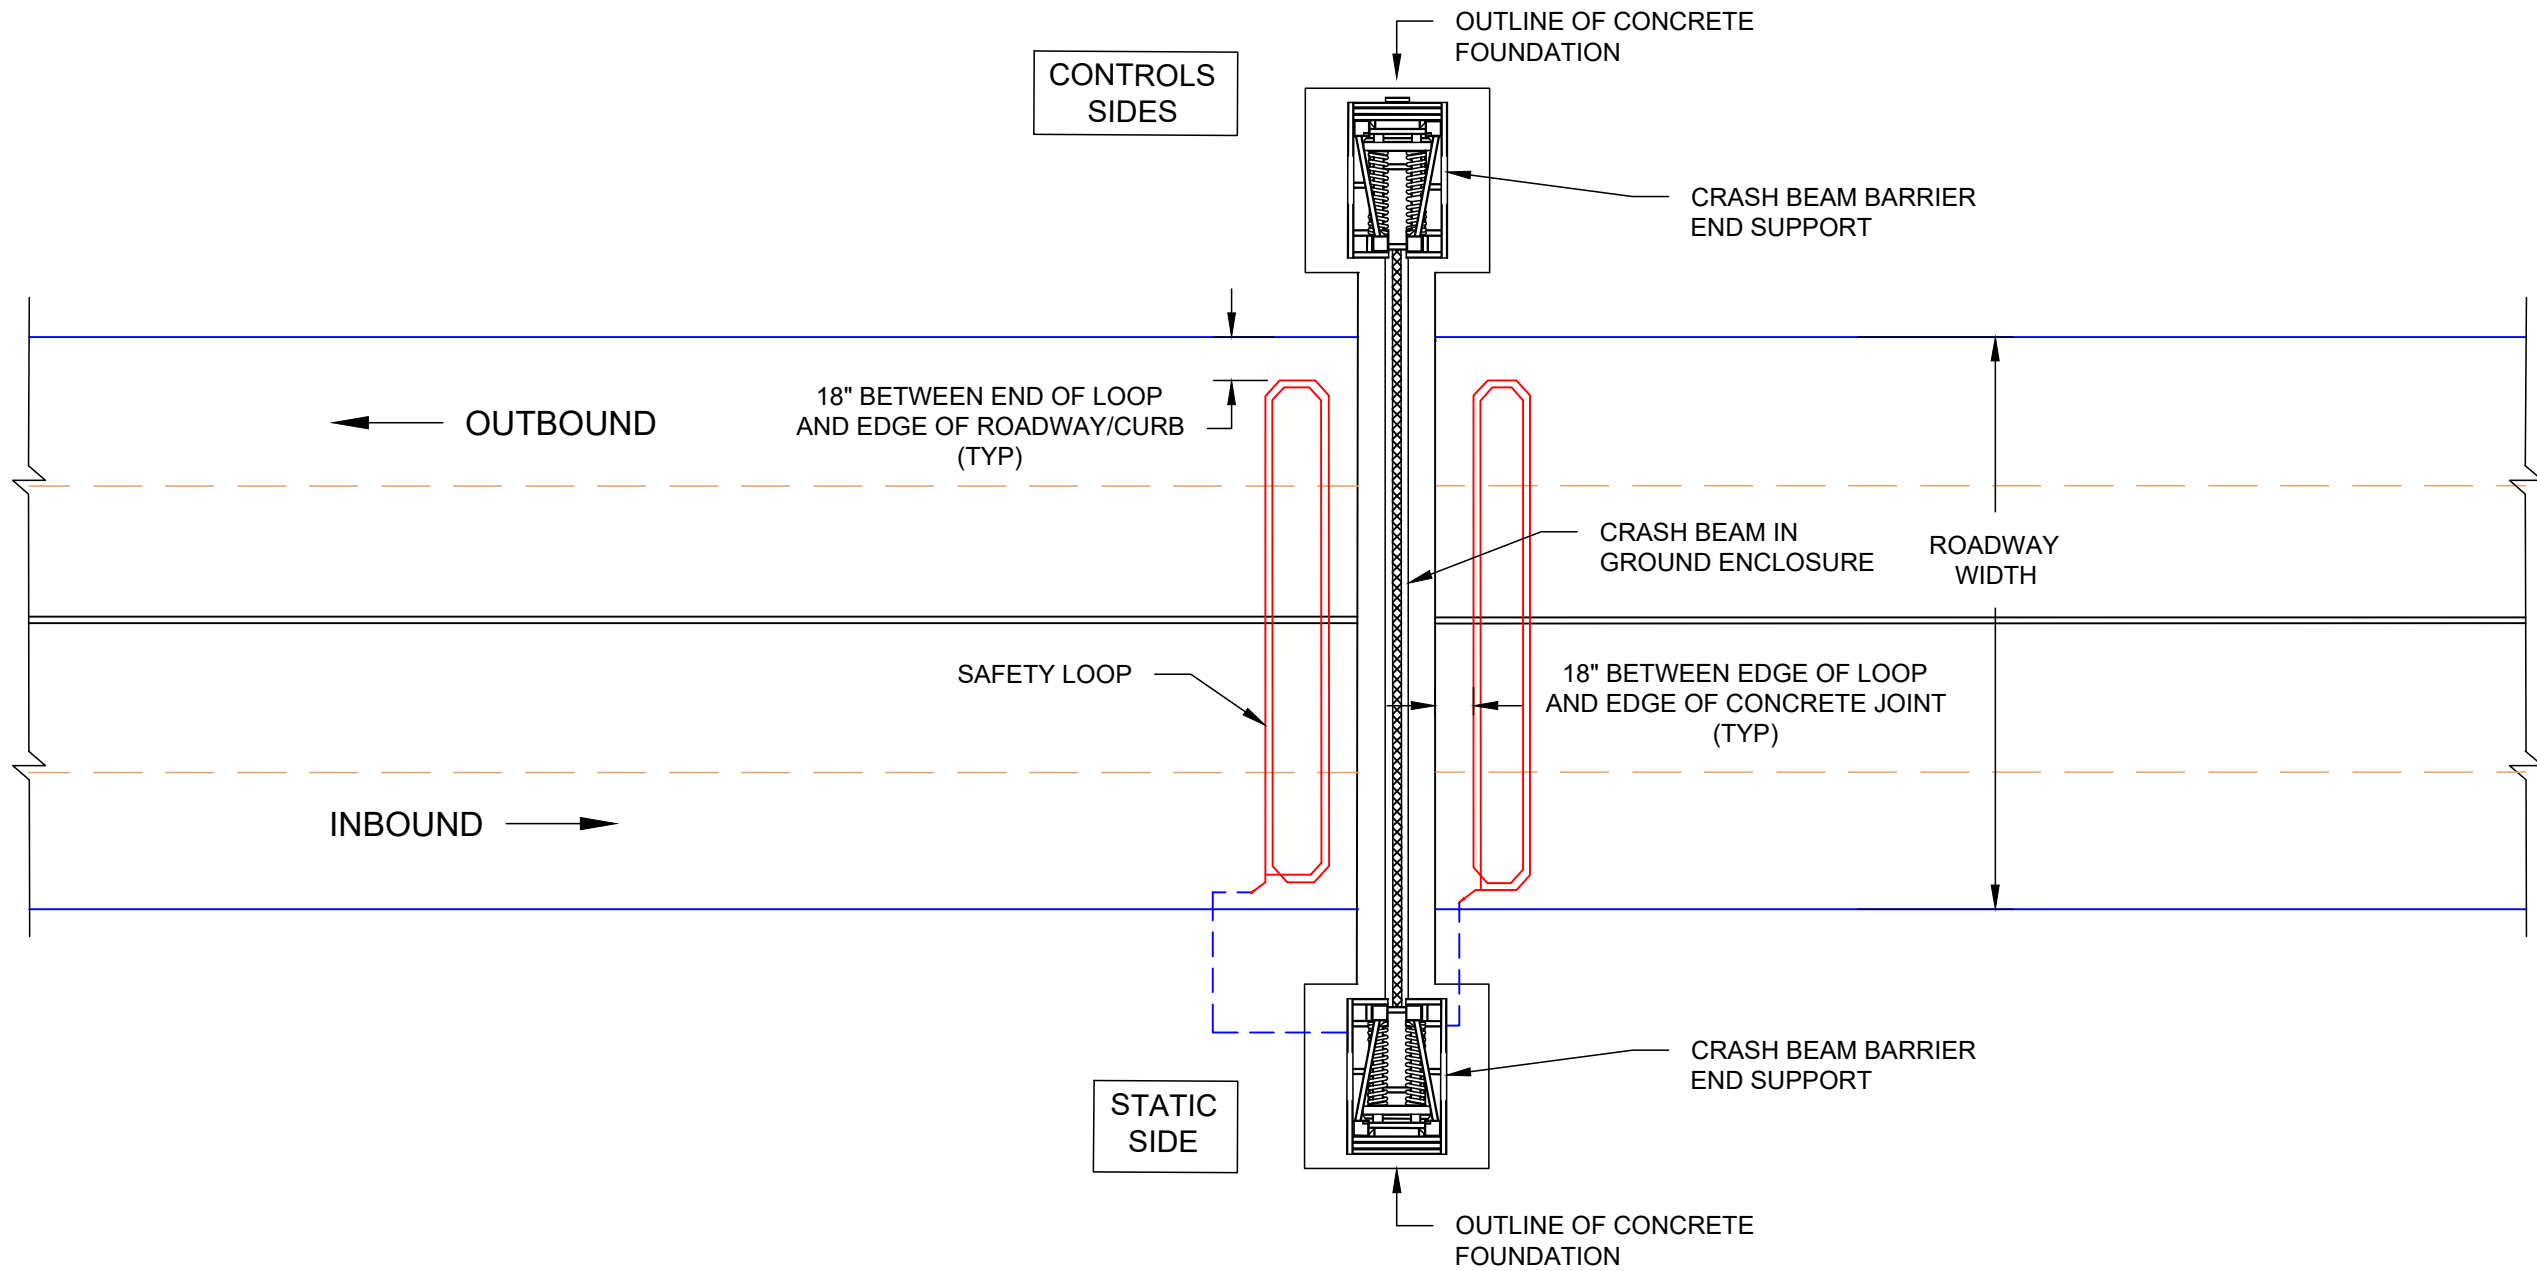 OUTLINE OF CONCRETE
FOUNDATION
CONTROLS
SIDES
CRASH BEAM BARRIER
END SUPPORT
18" BETWEEN END OF LOOP
AND EDGE OF ROADWAY/CURB
(TYP)
OUTBOUND
CRASH BEAM IN
GROUND ENCLOSURE
ROADWAY
WIDTH
SAFETY LOOP
18" BETWEEN EDGE OF LOOP
AND EDGE OF CONCRETE JOINT
(TYP)
INBOUND
CRASH BEAM BARRIER
END SUPPORT
STATIC
SIDE
OUTLINE OF CONCRETE
FOUNDATION